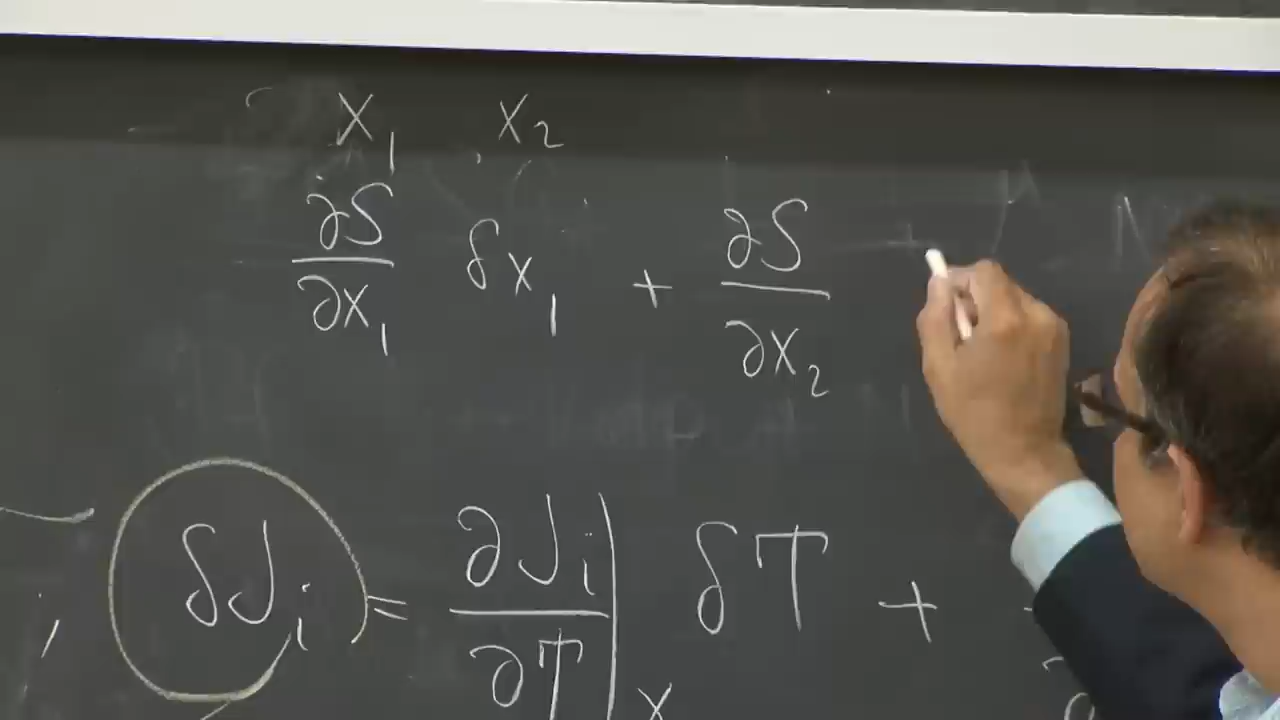 x₁ x₂
∂S/∂x₁ δx₁ + ∂S/∂x₂
δJᵢ = ∂Jᵢ/∂T|ₓ δT +